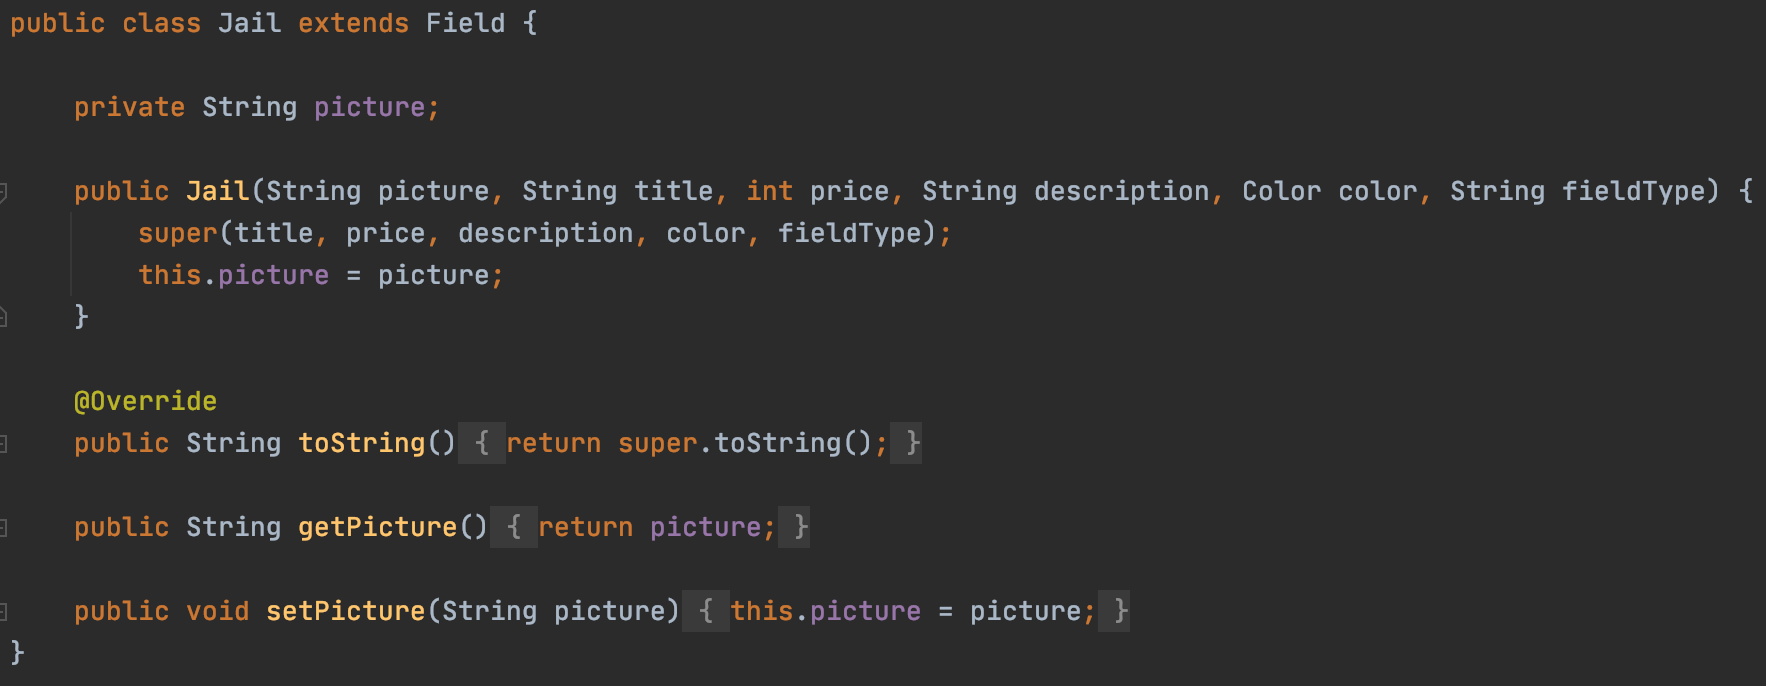 public class Jail extends Field {
private String picture;
public Jail(String picture, String title, int price, String description, Color color, String fieldType) {
super(title, price, description, color, fieldType);
this.picture = picture;
}
@Override
public String toString() { return super.toString(); }
public String getPicture() { return picture; }
public void setPicture(String picture) { this.picture = picture; }
}